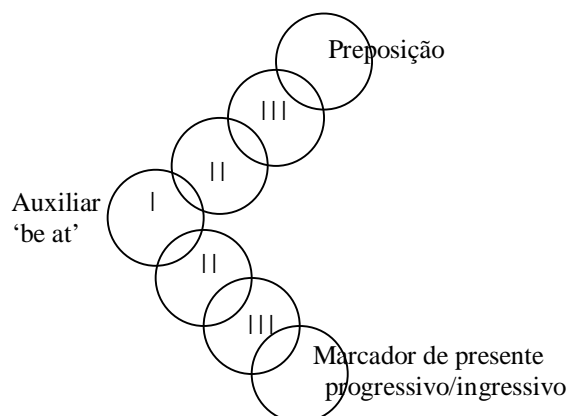 Preposição
III
II
I
Auxiliar
‘be at’
II
III
Marcador de presente
progressivo/ingressivo